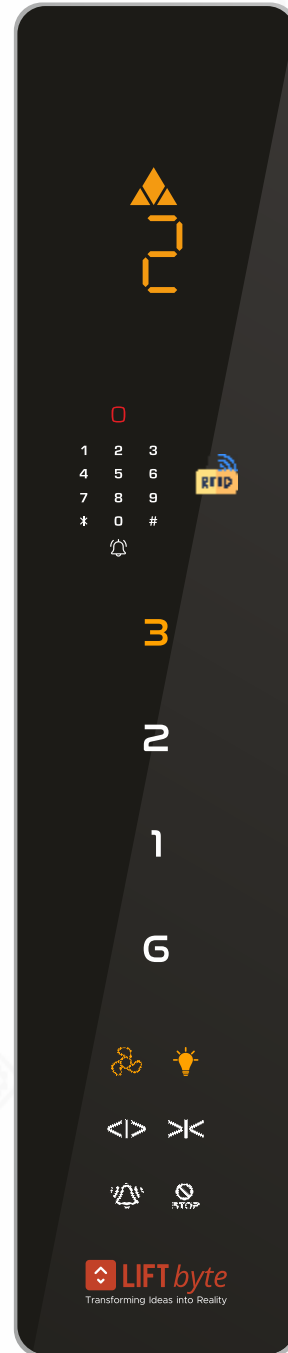 2
0
1 2 3
4 5 6
7 8 9
* 0 #
3
2
1
G
<|> >|<
STOP
LIFT byte
Transforming Ideas into Reality